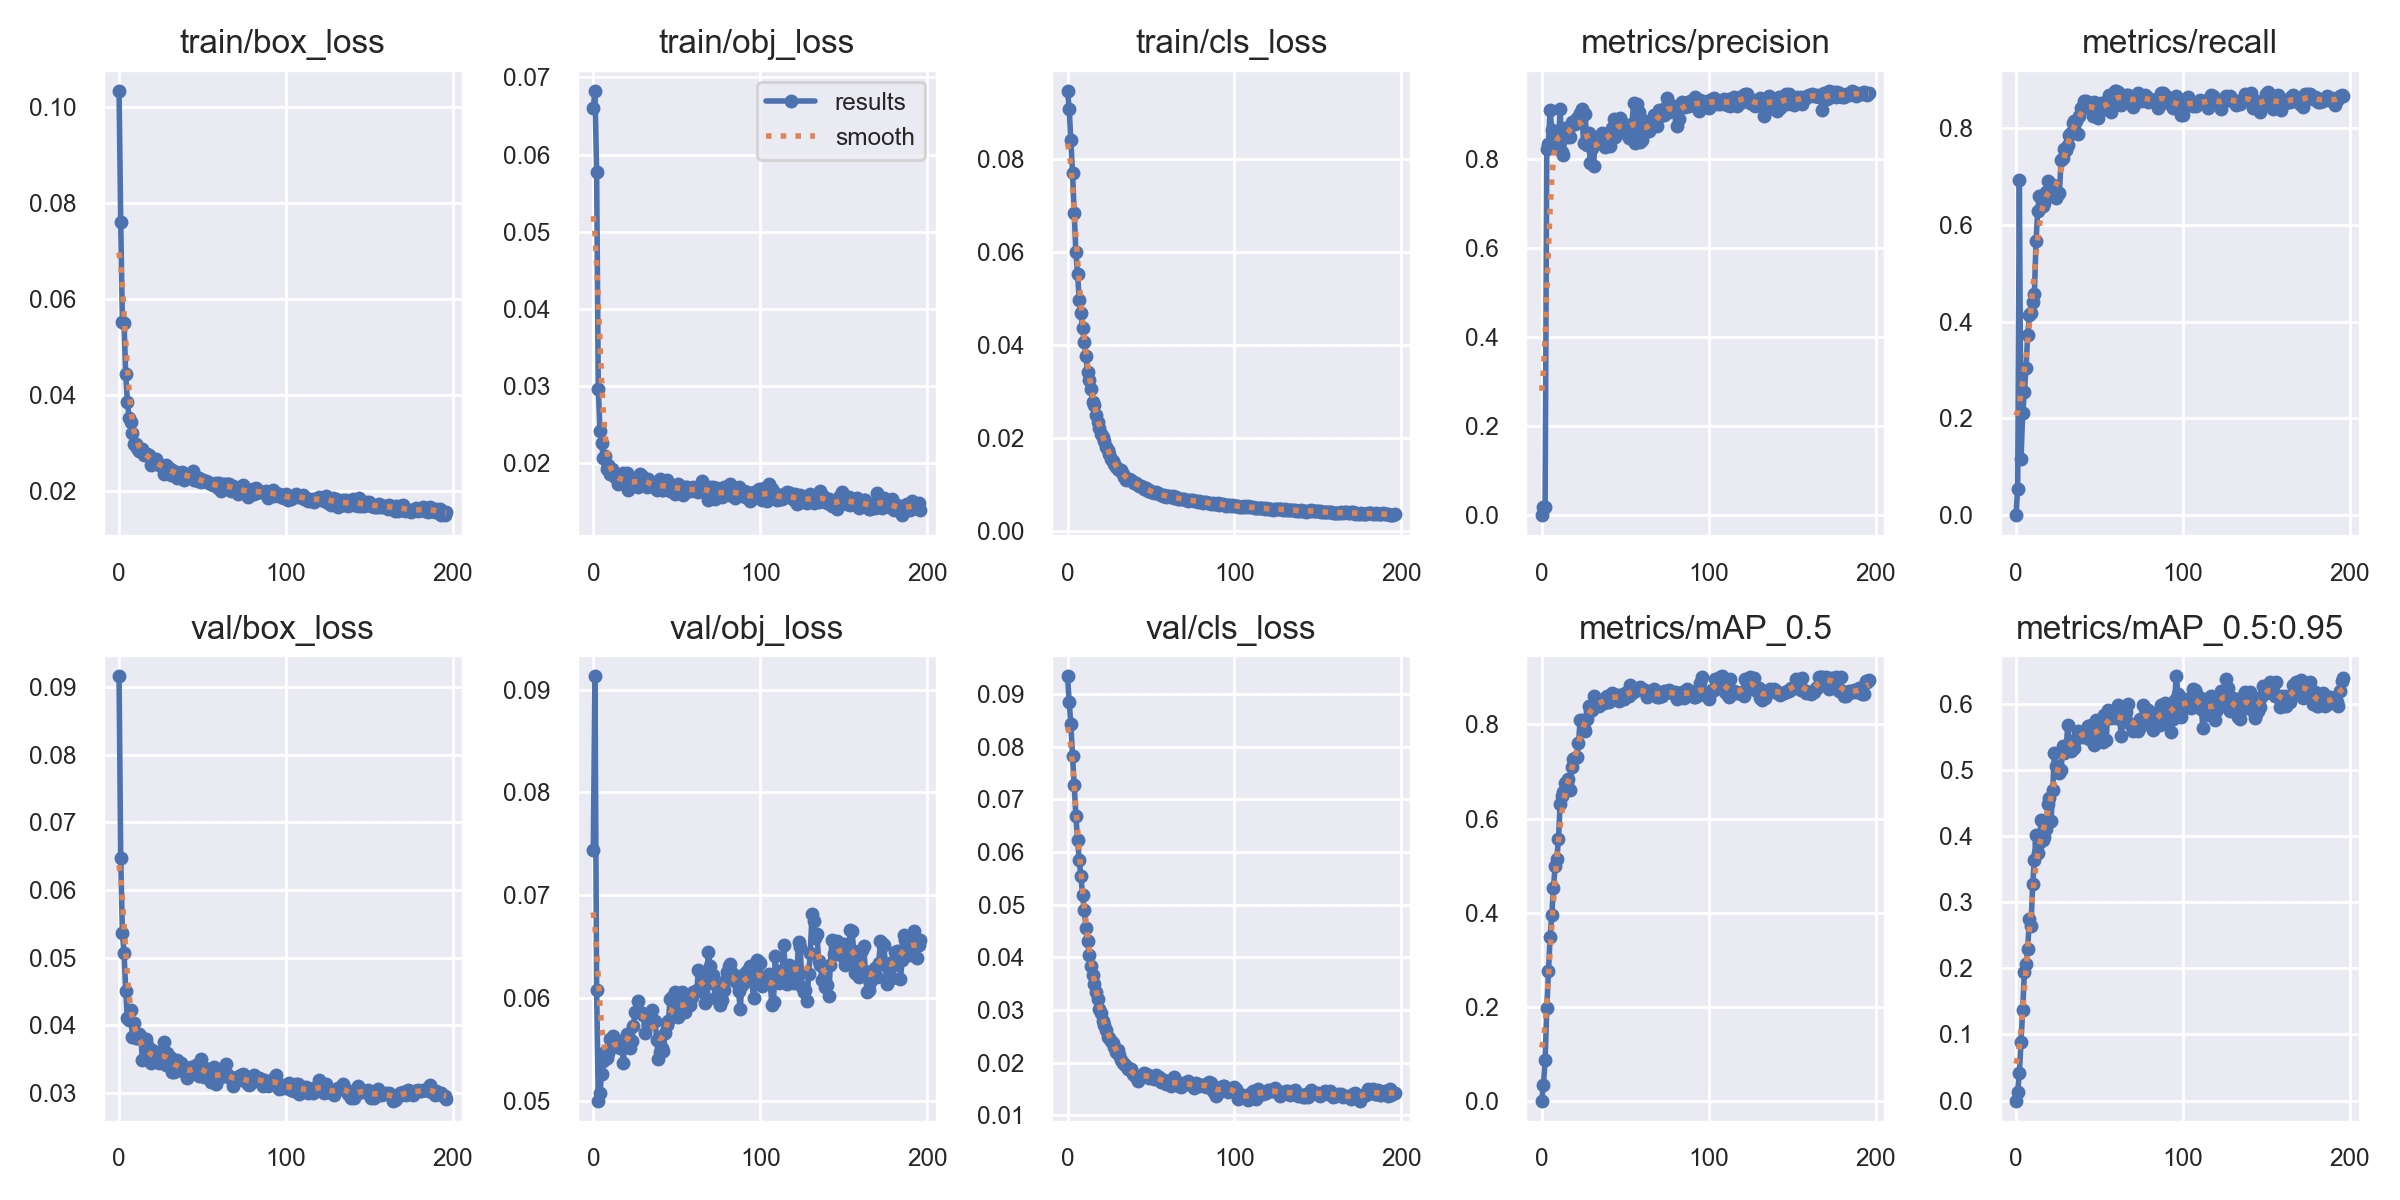 train/box_loss
0.10
0.08
0.06
0.04
0.02
0 100 200
train/obj_loss
results
smooth
0.07
0.06
0.05
0.04
0.03
0.02
0 100 200
train/cls_loss
0.08
0.06
0.04
0.02
0.00
0 100 200
metrics/precision
0.8
0.6
0.4
0.2
0.0
0 100 200
metrics/recall
0.8
0.6
0.4
0.2
0.0
0 100 200
val/box_loss
0.09
0.08
0.07
0.06
0.05
0.04
0.03
0 100 200
val/obj_loss
0.09
0.08
0.07
0.06
0.05
0 100 200
val/cls_loss
0.09
0.08
0.07
0.06
0.05
0.04
0.03
0.02
0.01
0 100 200
metrics/mAP_0.5
0.8
0.6
0.4
0.2
0.0
0 100 200
metrics/mAP_0.5:0.95
0.6
0.5
0.4
0.3
0.2
0.1
0.0
0 100 200